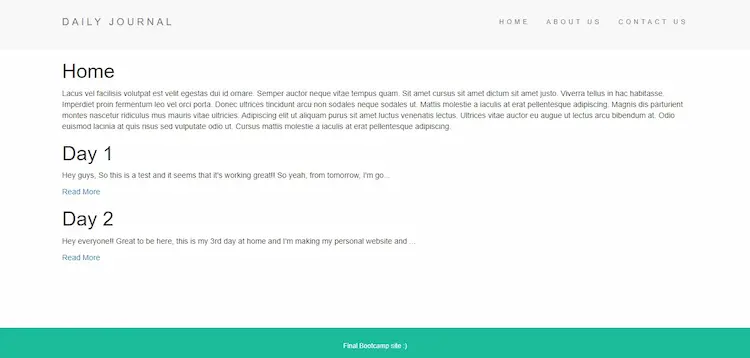 DAILY JOURNAL
HOME ABOUT US CONTACT US
Home
Lacus vel facilisis volutpat est velit egestas dui id ornare. Semper auctor neque vitae tempus quam. Sit amet cursus sit amet dictum sit amet justo. Viverra tellus in hac habitasse.
Imperdiet proin fermentum leo vel orci porta. Donec ultrices tincidunt arcu non sodales neque sodales ut. Mattis molestie a iaculis at erat pellentesque adipiscing. Magnis dis parturient
montes nascetur ridiculus mus mauris vitae ultricies. Adipiscing elit ut aliquam purus sit amet luctus venenatis lectus. Ultrices vitae auctor eu augue ut lectus arcu bibendum at. Odio
euismod lacinia at quis risus sed vulputate odio ut. Cursus mattis molestie a iaculis at erat pellentesque adipiscing.
Day 1
Hey guys, So this is a test and it seems that it's working great!! So yeah, from tomorrow, I'm go...
Read More
Day 2
Hey everyone!! Great to be here, this is my 3rd day at home and I'm making my personal website and ...
Read More
Final Bootcamp site :)